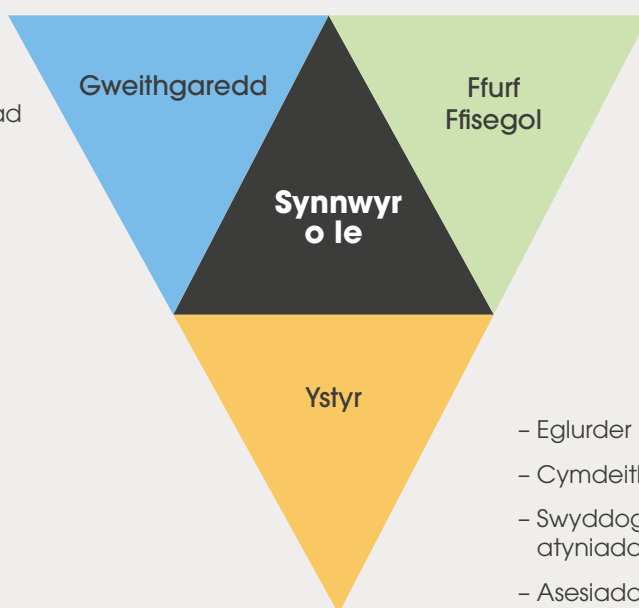 Gweithgaredd
Ffurf
Ffisegol
Synnwyr
o le
Ystyr
– Eglurder
–
–
–